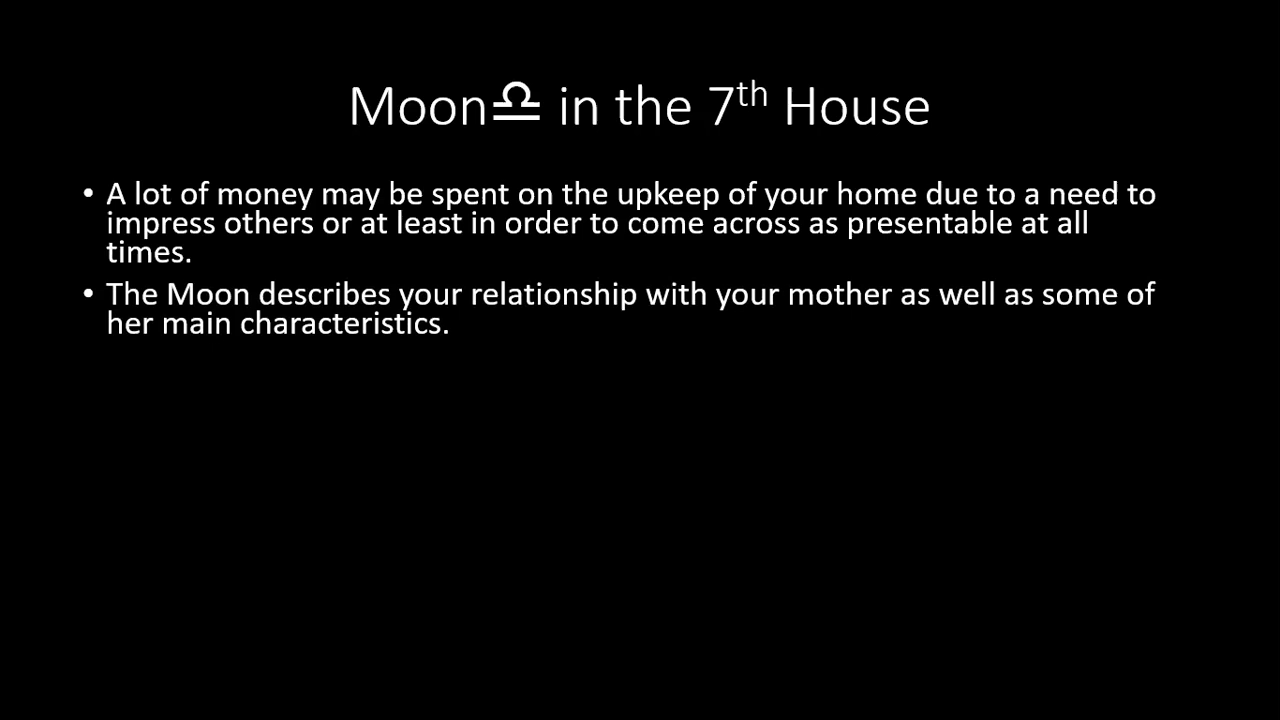 Moon♎ in the 7th House
• A lot of money may be spent on the upkeep of your home due to a need to
impress others or at least in order to come across as presentable at all
times.
• The Moon describes your relationship with your mother as well as some of
her main characteristics.